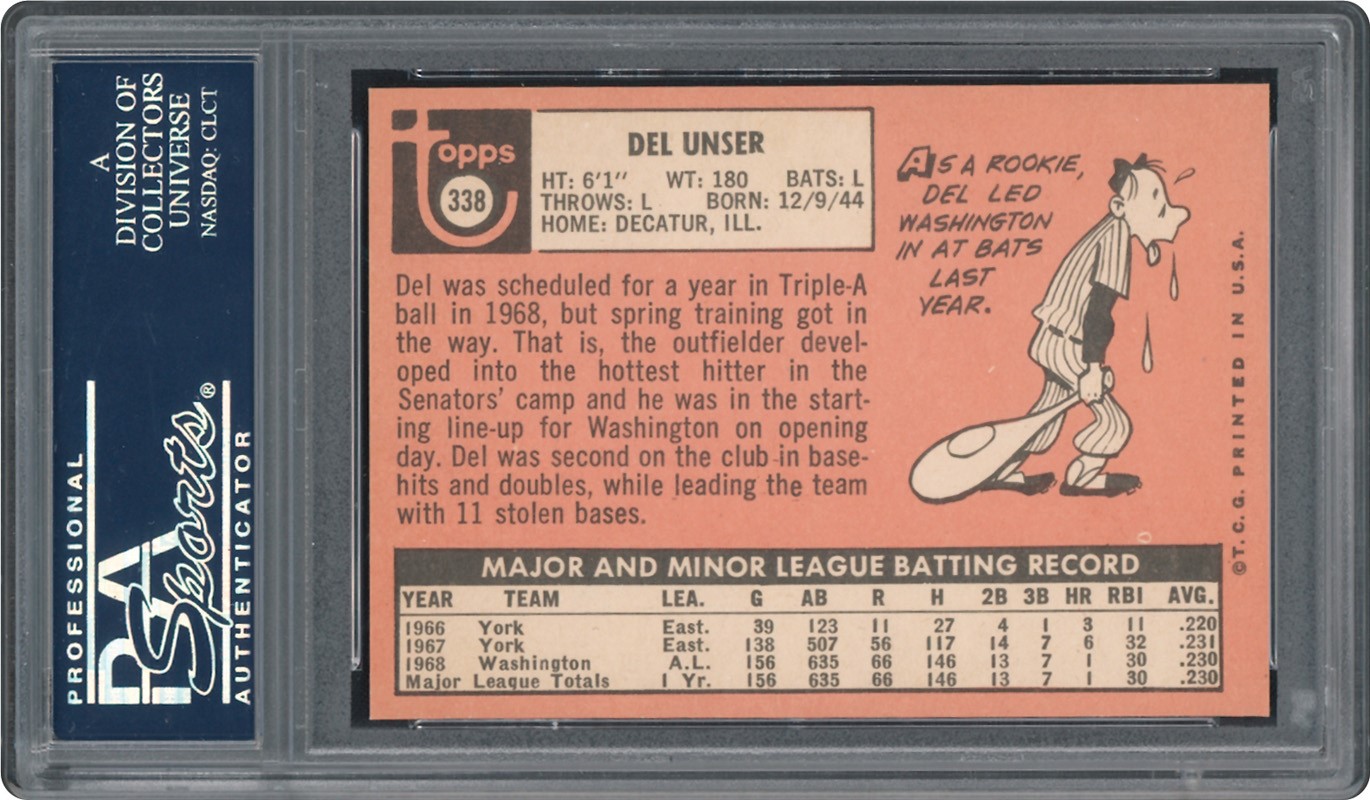 A
DIVISION OF
COLLECTORS
UNIVERSE
NASDAQ: CLCT
PROFESSIONAL
PSA
Sports®
AUTHENTICATOR
topps
338
DEL UNSER
HT: 6'1" WT: 180 BATS: L
THROWS: L BORN: 12/9/44
HOME: DECATUR, ILL.
Del was scheduled for a year in Triple-A
ball in 1968, but spring training got in
the way. That is, the outfielder devel-
oped into the hottest hitter in the
Senators' camp and he was in the start-
ing line-up for Washington on opening
day. Del was second on the club in base-
hits and doubles, while leading the team
with 11 stolen bases.
AS A ROOKIE,
DEL LED
WASHINGTON
IN AT BATS
LAST
YEAR.
©T.C.G. PRINTED IN U.S.A.
MAJOR AND MINOR LEAGUE BATTING RECORD
YEAR TEAM LEA. G AB R H 2B 3B HR RBI AVG.
1966 York East. 39 123 11 27 4 1 3 11 .220
1967 York East. 138 507 56 117 14 7 6 32 .231
1968 Washington A.L. 156 635 66 146 13 7 1 30 .230
Major League Totals 1 Yr. 156 635 66 146 13 7 1 30 .230